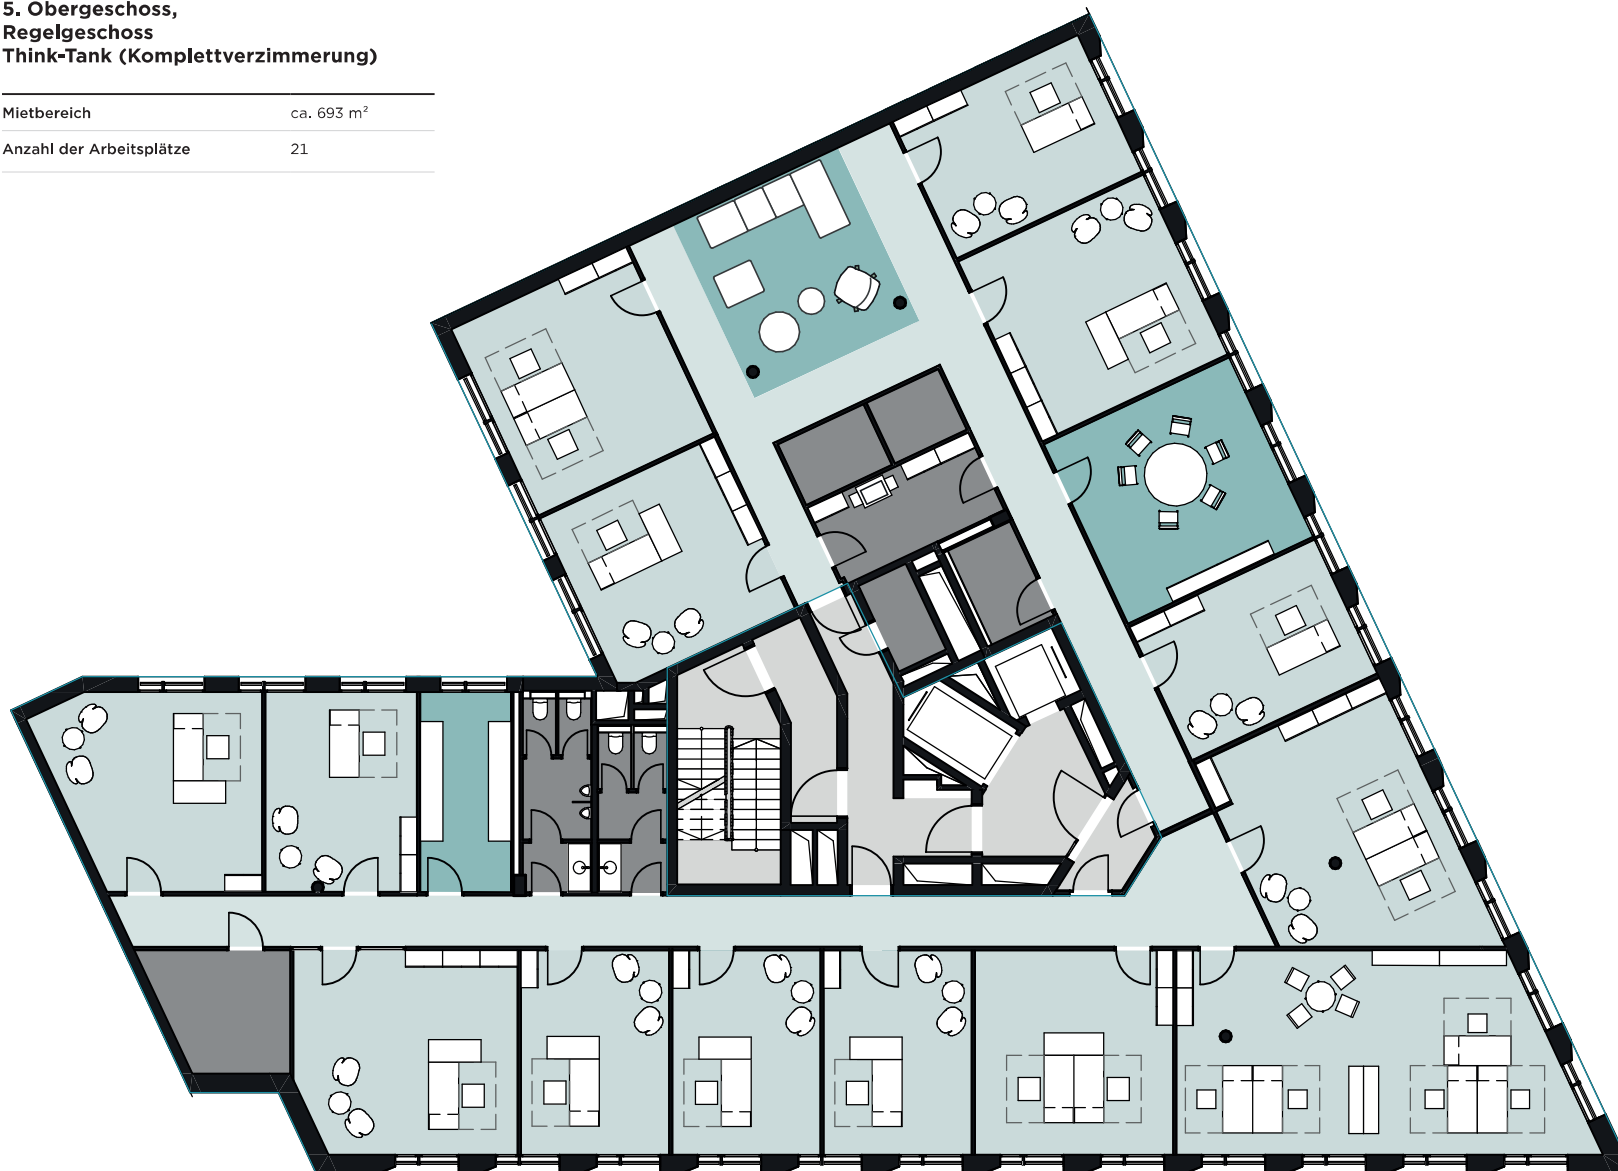 5. Obergeschoss,
Regelgeschoss
Think-Tank (Komplettverzimmerung)
Mietbereich ca. 693 m²
Anzahl der Arbeitsplätze 21